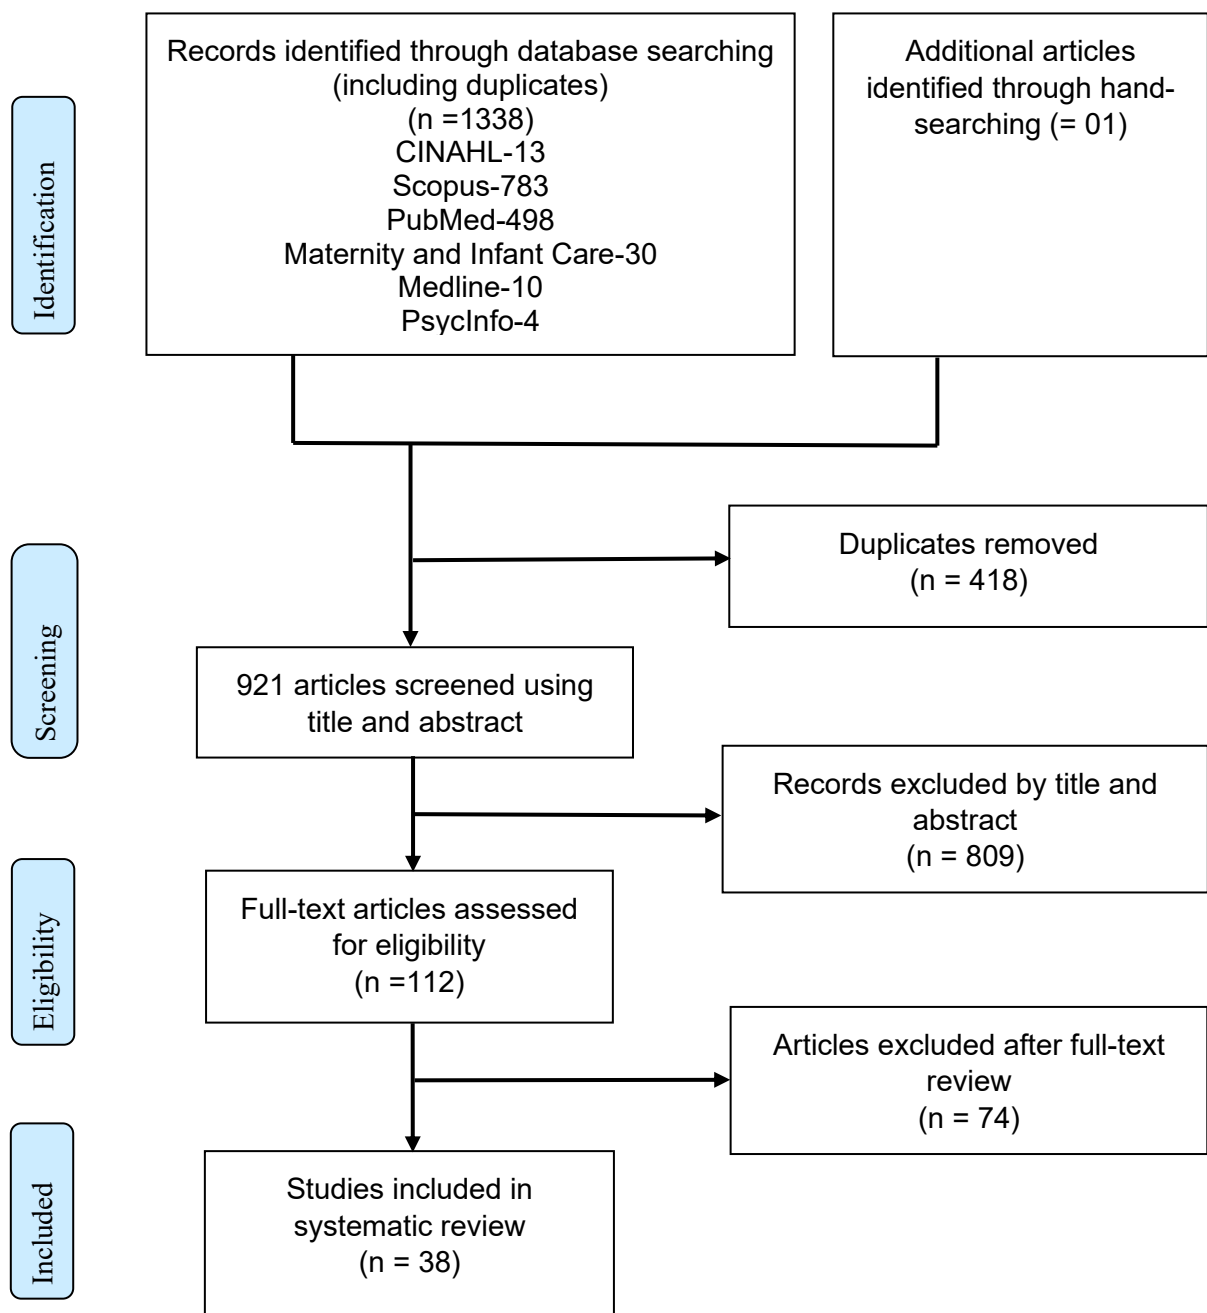 Identification
Records identified through database searching
(including duplicates)
(n =1338)
CINAHL-13
Scopus-783
PubMed-498
Maternity and Infant Care-30
Medline-10
PsycInfo-4
Additional articles
identified through hand-
searching (= 01)
Screening
Duplicates removed
(n = 418)
921 articles screened using
title and abstract
Records excluded by title and
abstract
(n = 809)
Eligibility
Full-text articles assessed
for eligibility
(n =112)
Articles excluded after full-text
review
(n = 74)
Included
Studies included in
systematic review
(n = 38)